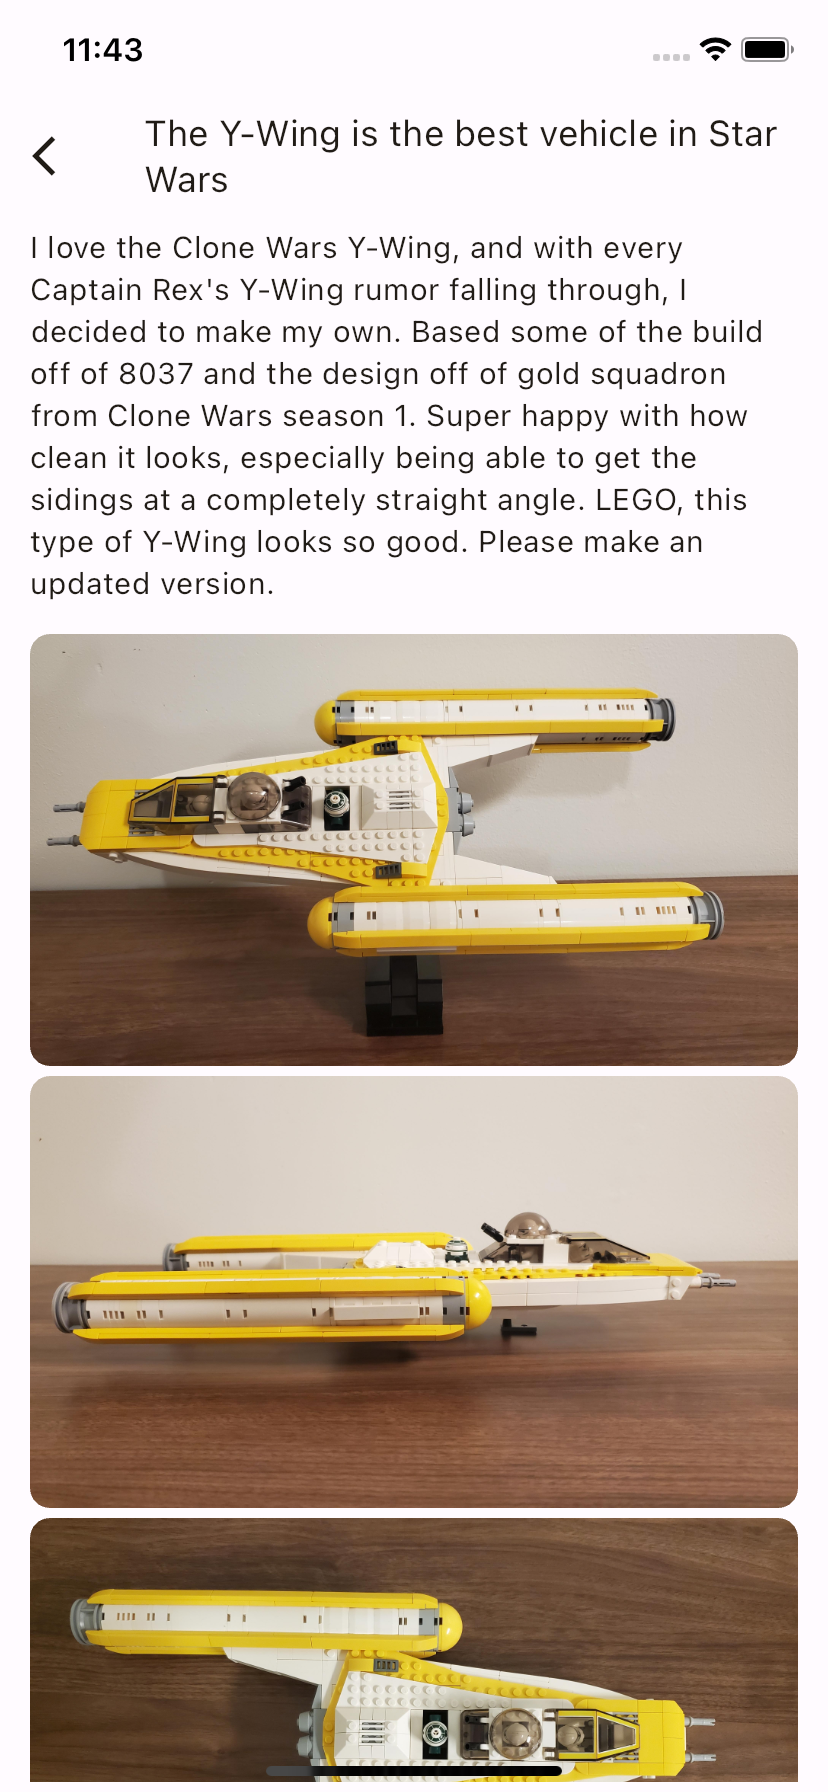 11:43
The Y-Wing is the best vehicle in Star
Wars
I love the Clone Wars Y-Wing, and with every
Captain Rex's Y-Wing rumor falling through, I
decided to make my own. Based some of the build
off of 8037 and the design off of gold squadron
from Clone Wars season 1. Super happy with how
clean it looks, especially being able to get the
sidings at a completely straight angle. LEGO, this
type of Y-Wing looks so good. Please make an
updated version.